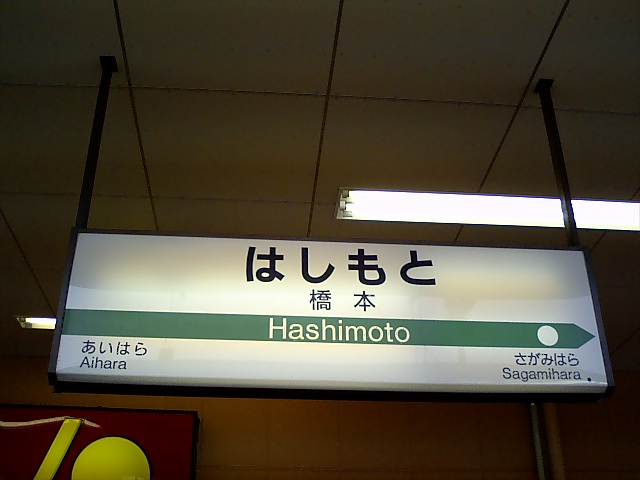 はしもと
橋本
Hashimoto
あいはら
Aihara
さがみはら
Sagamihara